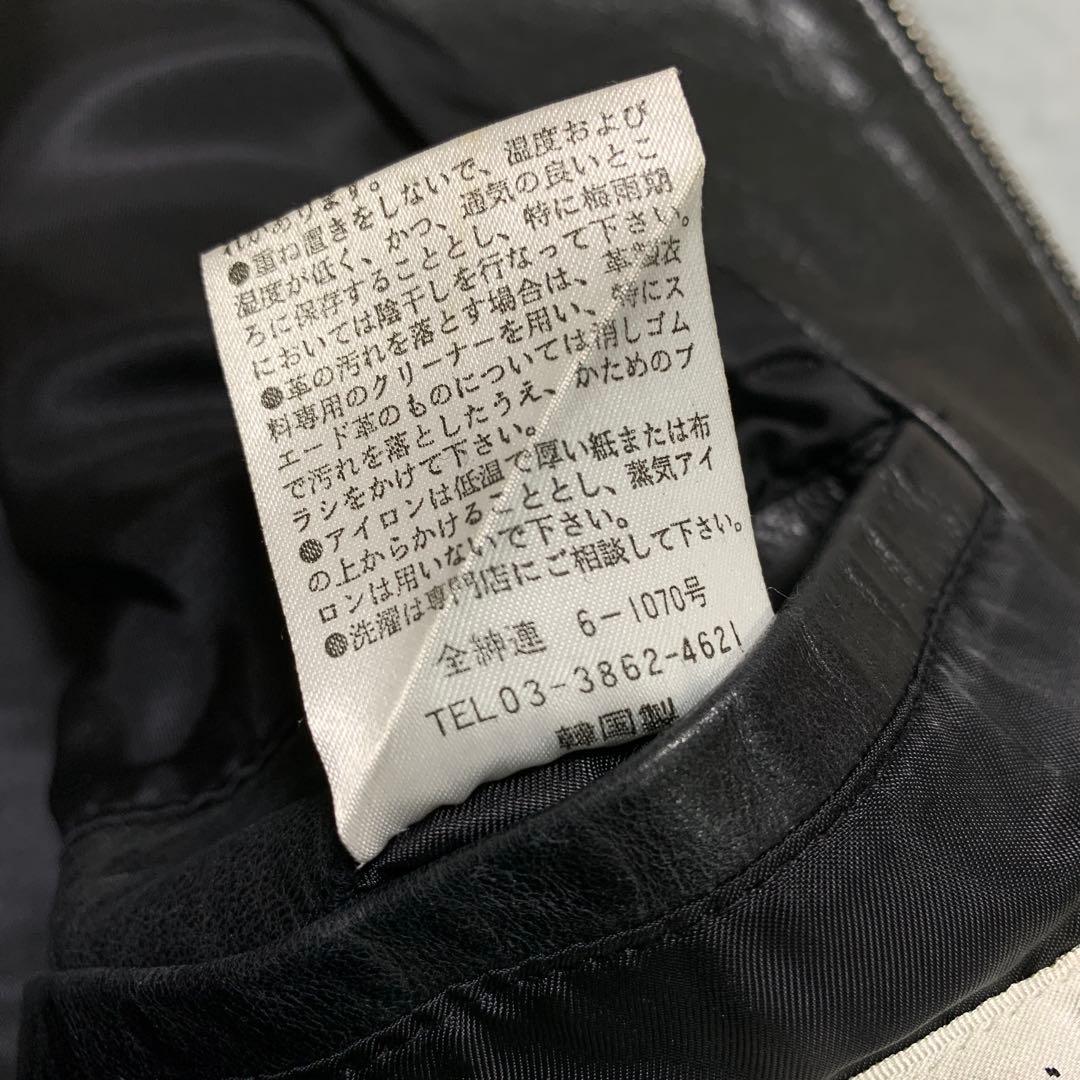 れがあります。
●重ね置きをしないで、温度および
湿度が低く、かつ、通気の良いとこ
ろに保存することとし、特に梅雨期
においては陰干しを行なって下さい。
●革の汚れを落とす場合は、革製衣
料専用のクリーナーを用い、特にス
エード革のものについては消しゴム
で汚れを落としたうえ、かためのブ
ラシをかけて下さい。
●アイロンは低温で厚い紙または布
の上からかけることとし、蒸気アイ
ロンは用いないで下さい。
●洗濯は専門店にご相談して下さい。
全紳連 6-1070号
TEL 03-3862-4621
韓国製